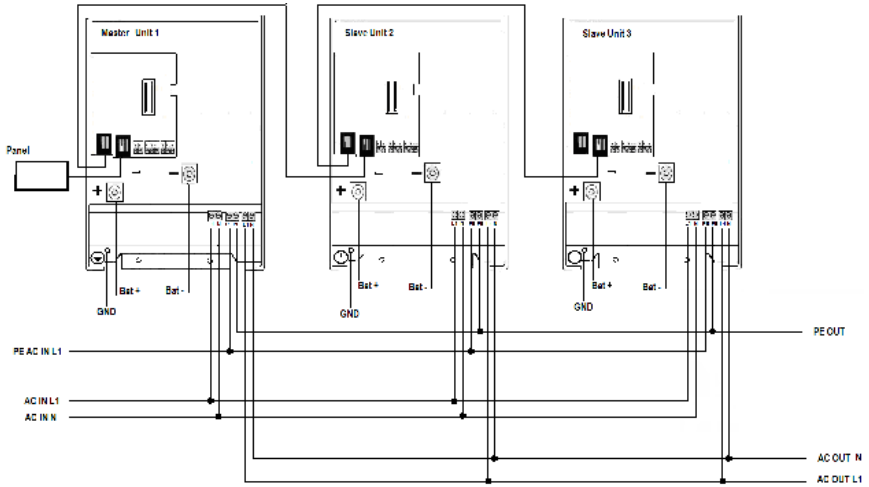 Master Unit 1
Slave Unit 2
Slave Unit 3
Panel
+
−
+
−
+
−
Bat +
Bat -
Bat +
Bat -
Bat +
Bat -
GND
GND
GND
PE OUT
PE AC IN L1
AC IN L1
AC IN N
AC OUT N
AC OUT L1